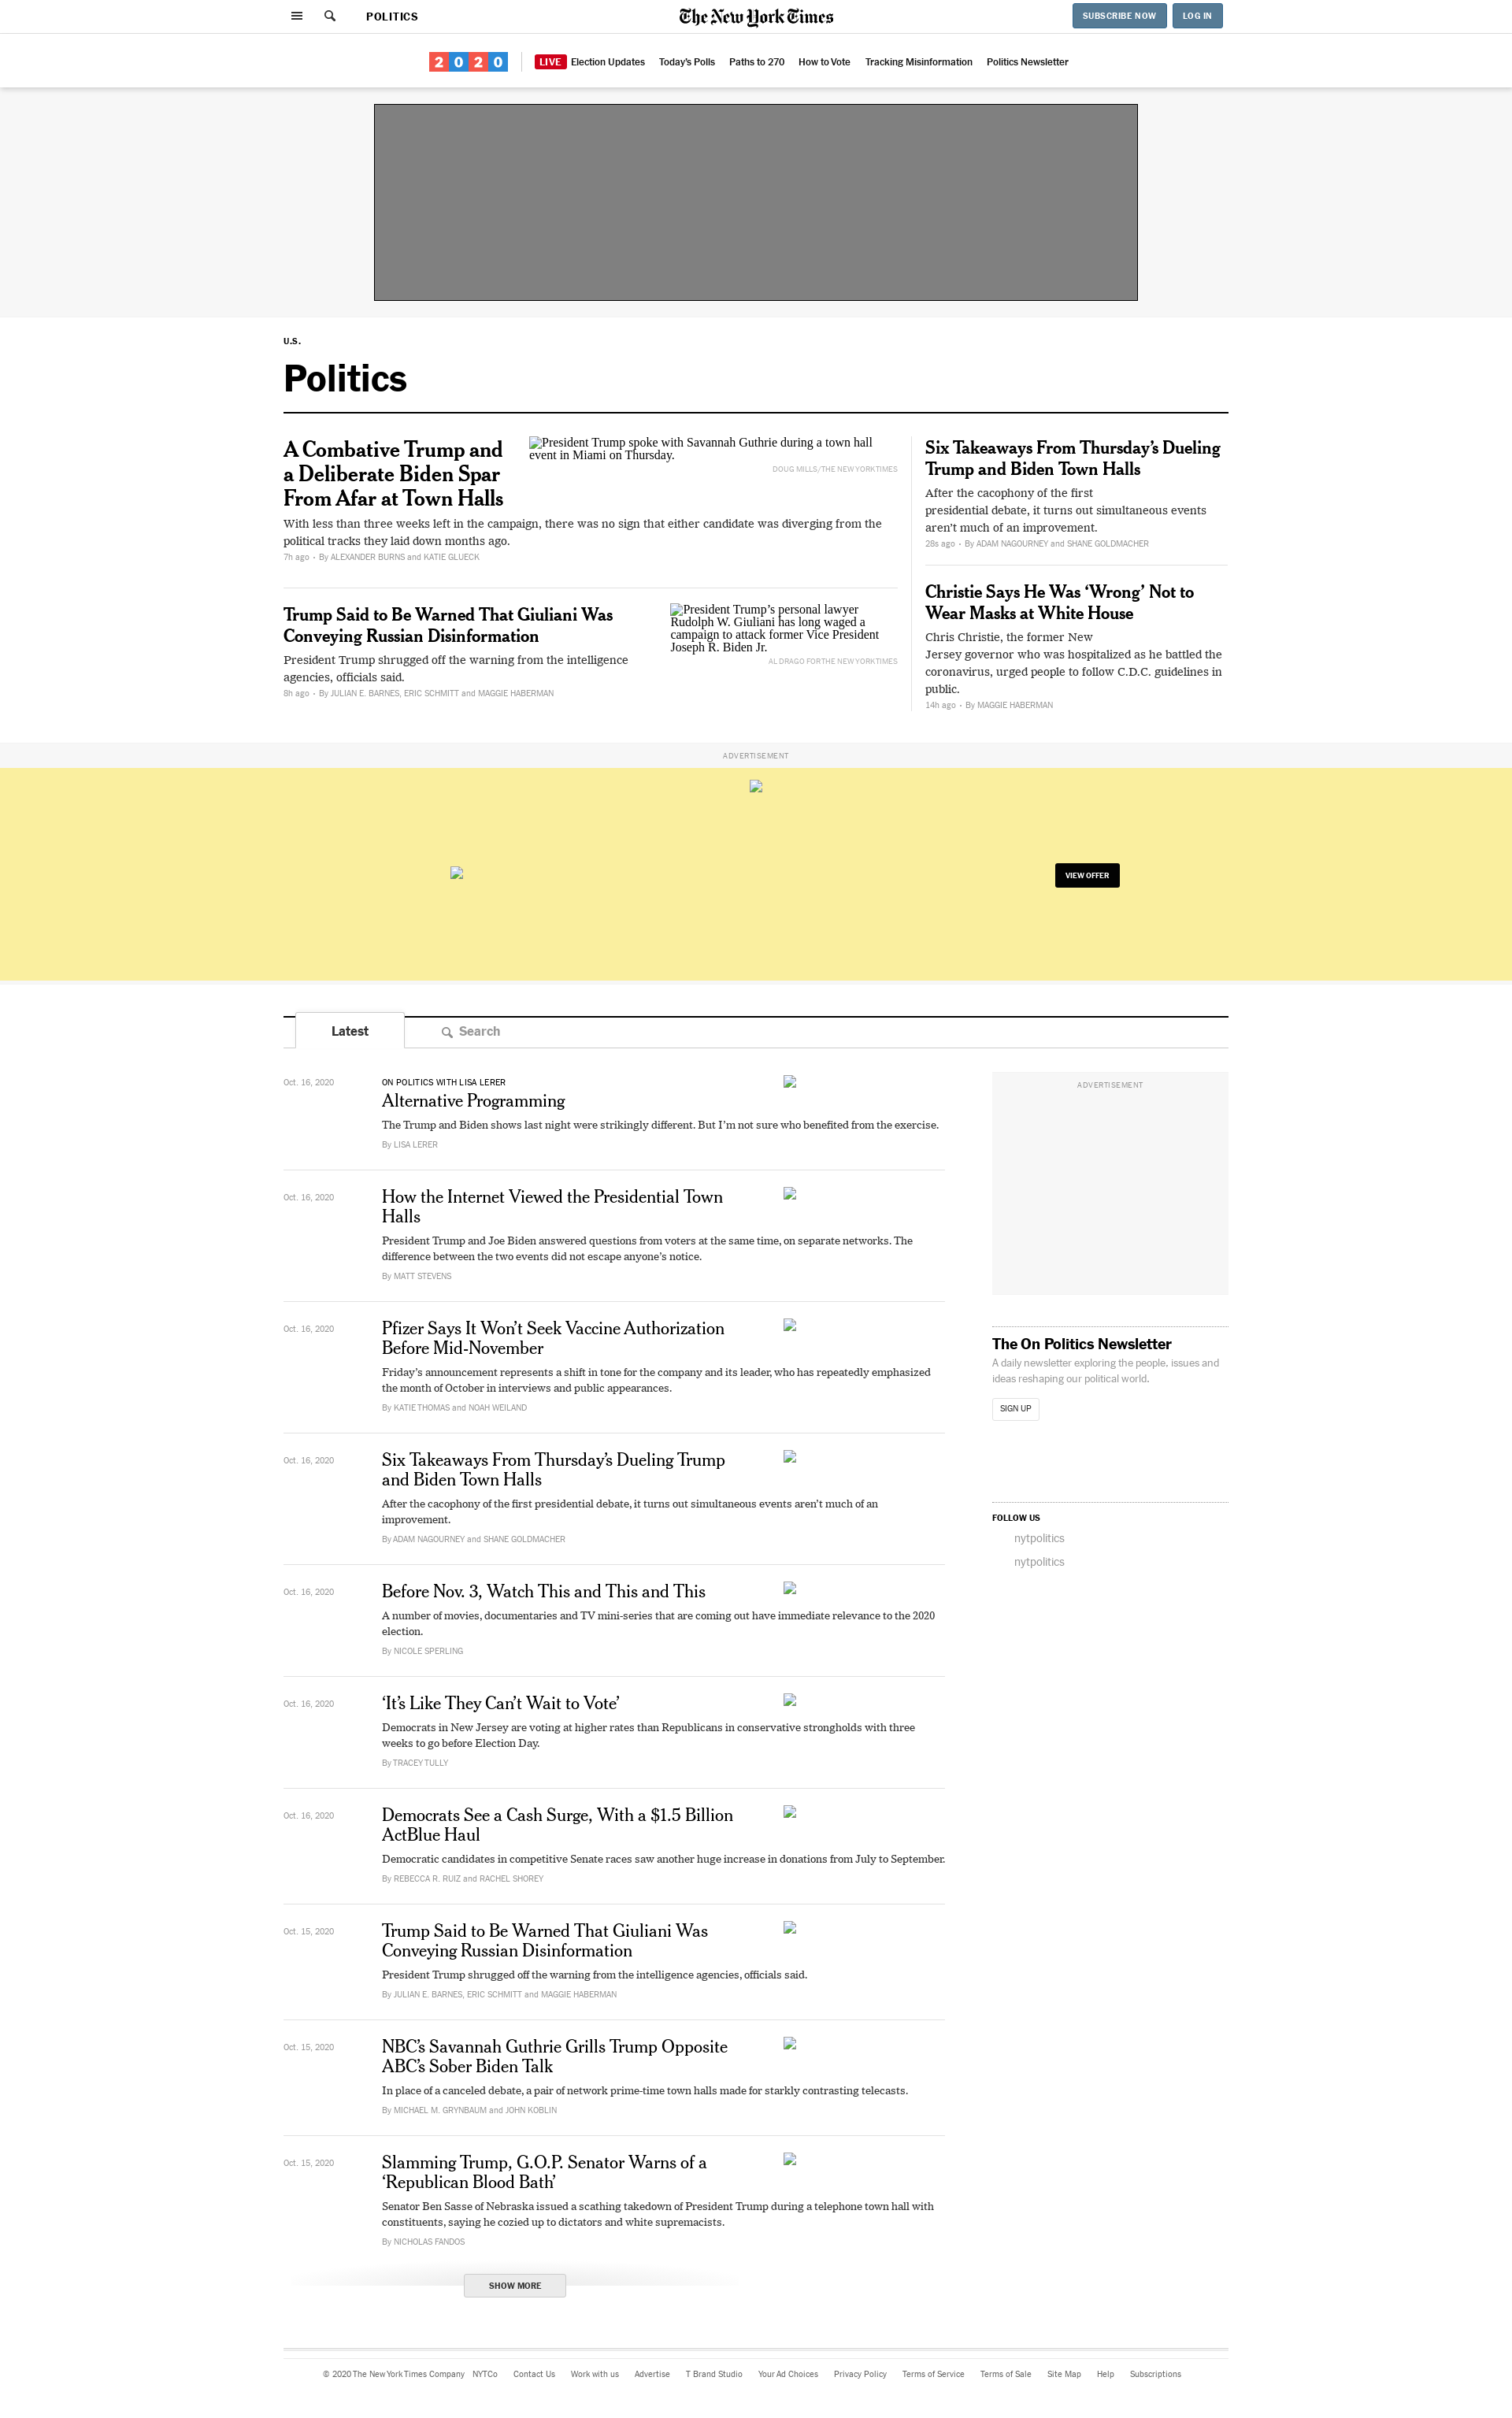 POLITICS
The New York Times
SUBSCRIBE NOW
LOG IN
2020
LIVE Election Updates
Today's Polls
Paths to 270
How to Vote
Tracking Misinformation
Politics Newsletter
U.S.
Politics
A Combative Trump and
a Deliberate Biden Spar
From Afar at Town Halls
President Trump spoke with Savannah Guthrie during a town hall
event in Miami on Thursday.
DOUG MILLS/THE NEW YORK TIMES
With less than three weeks left in the campaign, there was no sign that either candidate was diverging from the
political tracks they laid down months ago.
7h ago • By ALEXANDER BURNS and KATIE GLUECK
Trump Said to Be Warned That Giuliani Was
Conveying Russian Disinformation
President Trump shrugged off the warning from the intelligence
agencies, officials said.
8h ago • By JULIAN E. BARNES, ERIC SCHMITT and MAGGIE HABERMAN
President Trump’s personal lawyer
Rudolph W. Giuliani has long waged a
campaign to attack former Vice President
Joseph R. Biden Jr.
AL DRAGO FOR THE NEW YORK TIMES
Six Takeaways From Thursday’s Dueling
Trump and Biden Town Halls
After the cacophony of the first
presidential debate, it turns out simultaneous events
aren’t much of an improvement.
28s ago • By ADAM NAGOURNEY and SHANE GOLDMACHER
Christie Says He Was ‘Wrong’ Not to
Wear Masks at White House
Chris Christie, the former New
Jersey governor who was hospitalized as he battled the
coronavirus, urged people to follow C.D.C. guidelines in
public.
14h ago • By MAGGIE HABERMAN
ADVERTISEMENT
VIEW OFFER
Latest
Search
Oct. 16, 2020
ON POLITICS WITH LISA LERER
Alternative Programming
The Trump and Biden shows last night were strikingly different. But I’m not sure who benefited from the exercise.
By LISA LERER
Oct. 16, 2020
How the Internet Viewed the Presidential Town
Halls
President Trump and Joe Biden answered questions from voters at the same time, on separate networks. The
difference between the two events did not escape anyone’s notice.
By MATT STEVENS
Oct. 16, 2020
Pfizer Says It Won’t Seek Vaccine Authorization
Before Mid-November
Friday’s announcement represents a shift in tone for the company and its leader, who has repeatedly emphasized
the month of October in interviews and public appearances.
By KATIE THOMAS and NOAH WEILAND
Oct. 16, 2020
Six Takeaways From Thursday’s Dueling Trump
and Biden Town Halls
After the cacophony of the first presidential debate, it turns out simultaneous events aren’t much of an
improvement.
By ADAM NAGOURNEY and SHANE GOLDMACHER
Oct. 16, 2020
Before Nov. 3, Watch This and This and This
A number of movies, documentaries and TV mini-series that are coming out have immediate relevance to the 2020
election.
By NICOLE SPERLING
Oct. 16, 2020
‘It’s Like They Can’t Wait to Vote’
Democrats in New Jersey are voting at higher rates than Republicans in conservative strongholds with three
weeks to go before Election Day.
By TRACEY TULLY
Oct. 16, 2020
Democrats See a Cash Surge, With a $1.5 Billion
ActBlue Haul
Democratic candidates in competitive Senate races saw another huge increase in donations from July to September.
By REBECCA R. RUIZ and RACHEL SHOREY
Oct. 15, 2020
Trump Said to Be Warned That Giuliani Was
Conveying Russian Disinformation
President Trump shrugged off the warning from the intelligence agencies, officials said.
By JULIAN E. BARNES, ERIC SCHMITT and MAGGIE HABERMAN
Oct. 15, 2020
NBC’s Savannah Guthrie Grills Trump Opposite
ABC’s Sober Biden Talk
In place of a canceled debate, a pair of network prime-time town halls made for starkly contrasting telecasts.
By MICHAEL M. GRYNBAUM and JOHN KOBLIN
Oct. 15, 2020
Slamming Trump, G.O.P. Senator Warns of a
‘Republican Blood Bath’
Senator Ben Sasse of Nebraska issued a scathing takedown of President Trump during a telephone town hall with
constituents, saying he cozied up to dictators and white supremacists.
By NICHOLAS FANDOS
SHOW MORE
ADVERTISEMENT
The On Politics Newsletter
A daily newsletter exploring the people, issues and
ideas reshaping our political world.
SIGN UP
FOLLOW US
nytpolitics
nytpolitics
© 2020 The New York Times Company
NYTCo
Contact Us
Work with us
Advertise
T Brand Studio
Your Ad Choices
Privacy Policy
Terms of Service
Terms of Sale
Site Map
Help
Subscriptions